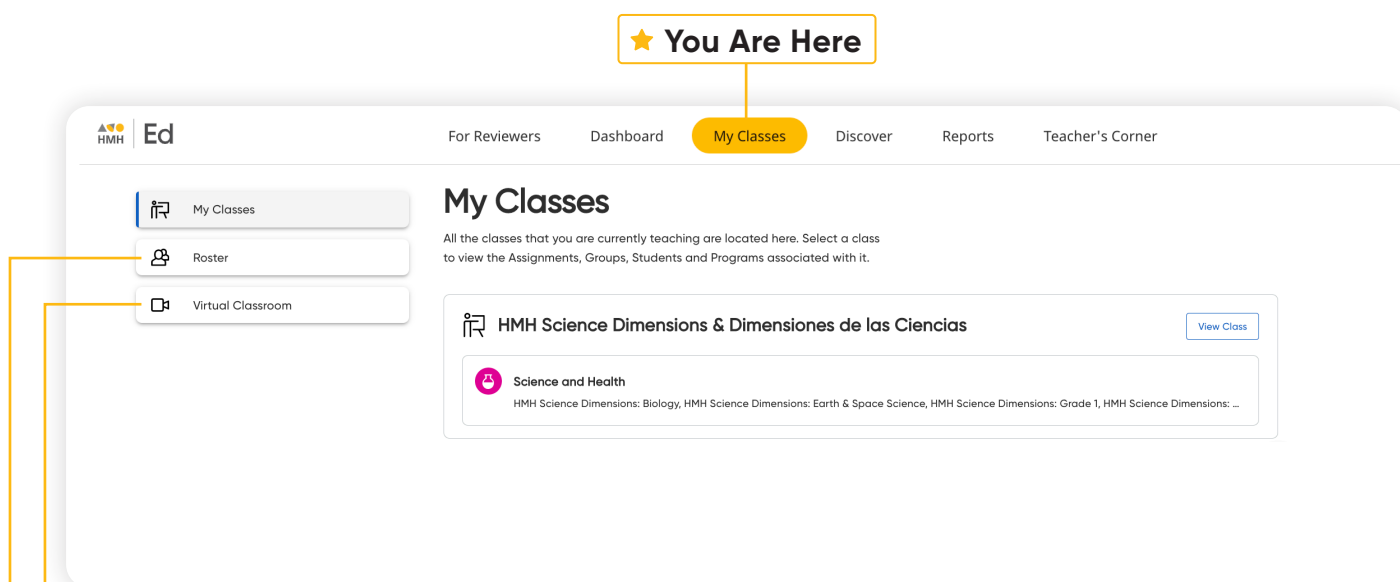 You Are Here
HMH Ed
For Reviewers Dashboard My Classes Discover Reports Teacher's Corner
My Classes
Roster
Virtual Classroom
My Classes
All the classes that you are currently teaching are located here. Select a class
to view the Assignments, Groups, Students and Programs associated with it.
HMH Science Dimensions & Dimensiones de las Ciencias
View Class
Science and Health
HMH Science Dimensions: Biology, HMH Science Dimensions: Earth & Space Science, HMH Science Dimensions: Grade 1, HMH Science Dimensions: ...